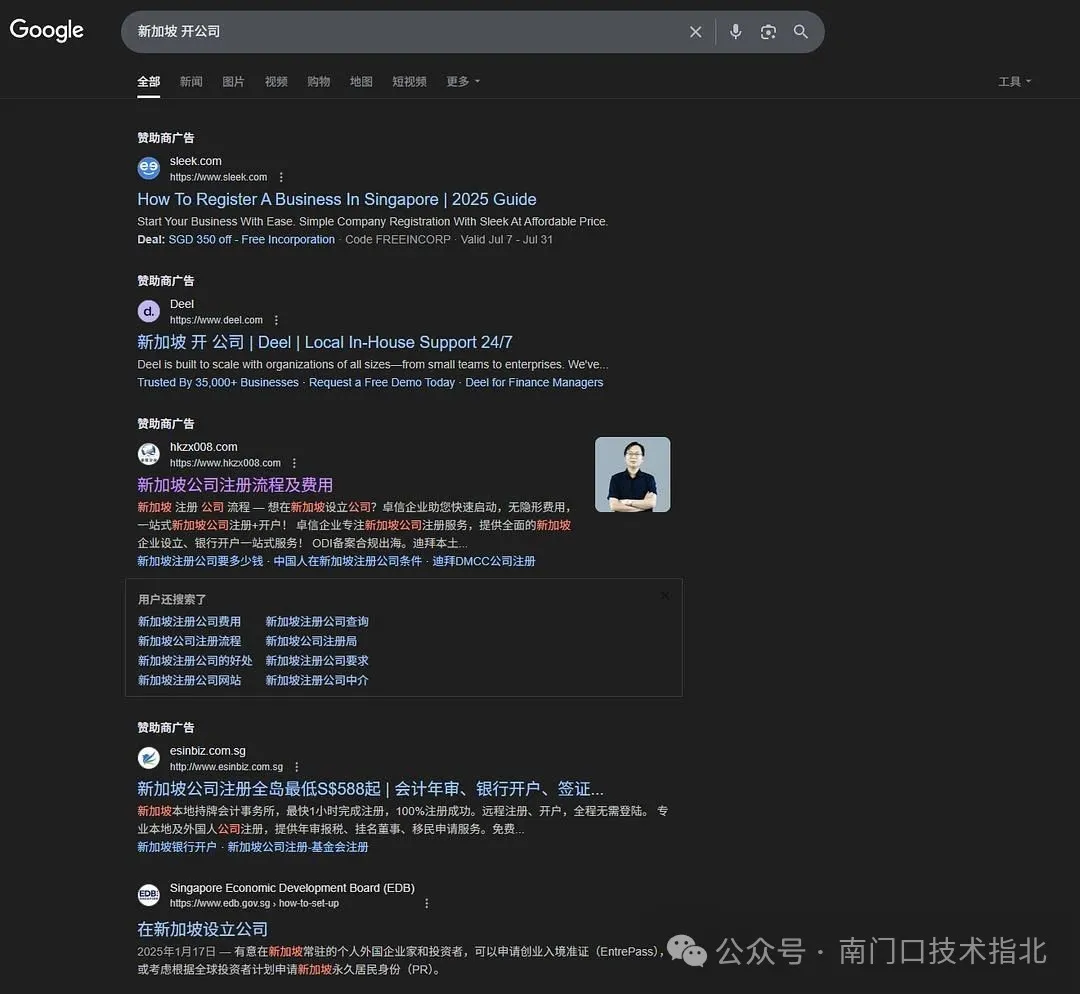 Google
新加坡 开公司
全部 新闻 图片 视频 购物 地图 短视频 更多 工具
赞助商广告
sleek.com
https://www.sleek.com
How To Register A Business In Singapore | 2025 Guide
Start Your Business With Ease. Simple Company Registration With Sleek At Affordable Price.
Deal: SGD 350 off - Free Incorporation · Code FREEINCORP · Valid Jul 7 - Jul 31
赞助商广告
d.
Deel
https://www.deel.com
新加坡 开 公司 | Deel | Local In-House Support 24/7
Deel is built to scale with organizations of all sizes—from small teams to enterprises. We've...
Trusted By 35,000+ Businesses · Request a Free Demo Today · Deel for Finance Managers
赞助商广告
hkzx008.com
https://www.hkzx008.com
新加坡公司注册流程及费用
新加坡 注册 公司 流程 — 想在新加坡设立公司？卓信企业助您快速启动，无隐形费用，
一站式新加坡公司注册+开户！ 卓信企业专注新加坡公司注册服务，提供全面的新加坡
企业设立、银行开户一站式服务！ ODI备案合规出海。迪拜本土...
新加坡注册公司要多少钱 · 中国人在新加坡注册公司条件 · 迪拜DMCC公司注册
用户还搜索了
新加坡注册公司费用 新加坡注册公司查询
新加坡公司注册流程 新加坡公司注册局
新加坡注册公司的好处 新加坡注册公司要求
新加坡注册公司网站 新加坡注册公司中介
赞助商广告
esinbiz.com.sg
http://www.esinbiz.com.sg
新加坡公司注册全岛最低S$588起 | 会计年审、银行开户、签证...
新加坡本地持牌会计事务所，最快1小时完成注册，100%注册成功。远程注册、开户，全程无需登陆。 专
业本地及外国人公司注册，提供年审报税、挂名董事、移民申请服务。免费...
新加坡银行开户 · 新加坡公司注册-基金会注册
EDB
Singapore Economic Development Board (EDB)
https://www.edb.gov.sg › how-to-set-up
在新加坡设立公司
2025年1月17日 — 有意在新加坡常驻的个人外国企业家和投资者，可以申请创业入境准证（EntrePass），
或考虑根据全球投资者计划申请新加坡永久居民身份（PR）。
公众号 · 南门口技术指北